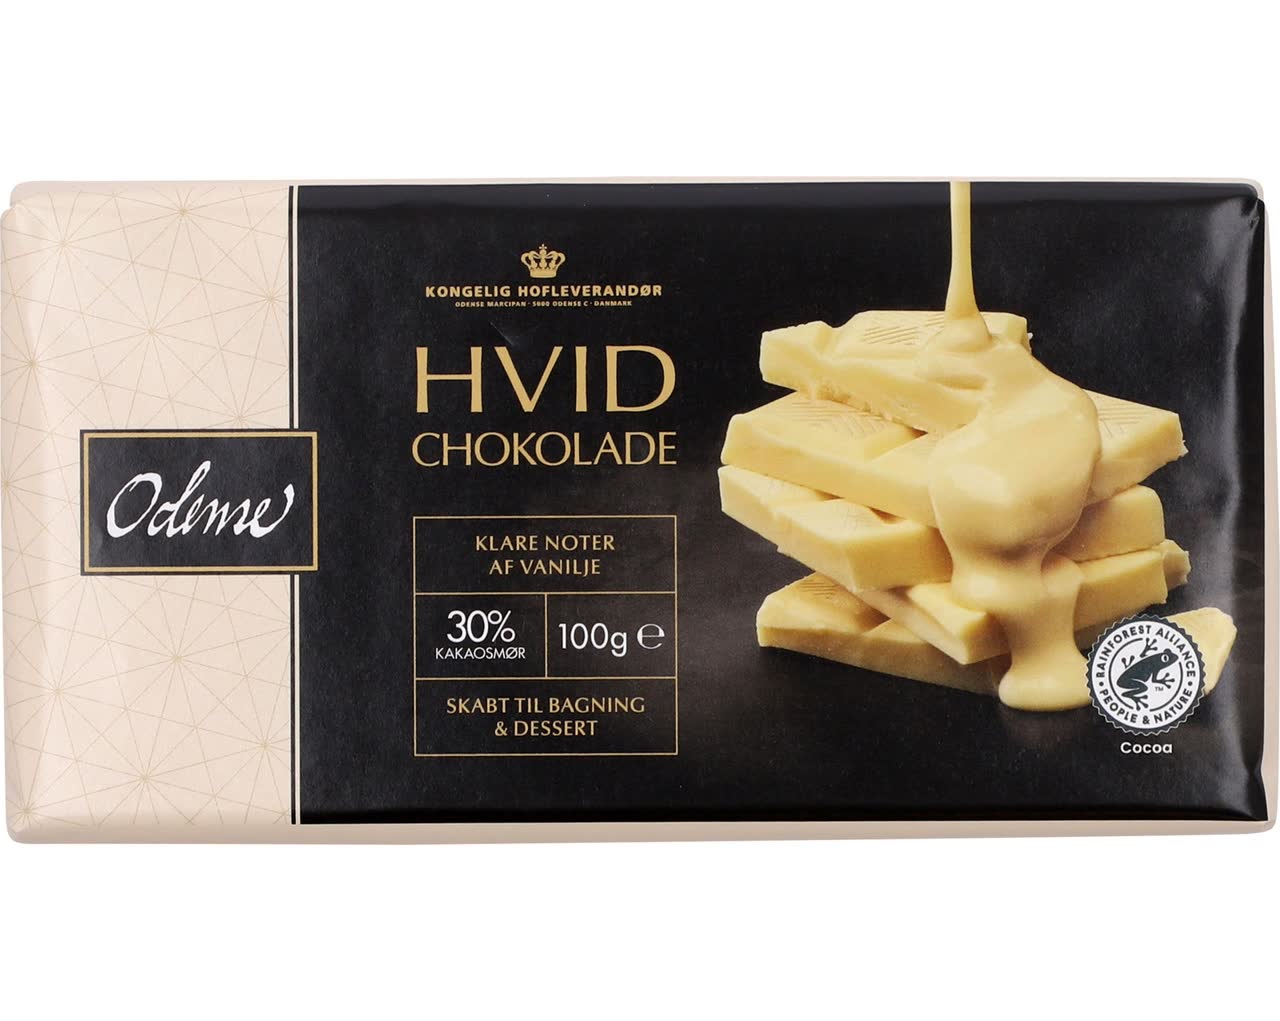 KONGELIG HOFLEVERANDØR
ODENSE MARCIPAN · 5000 ODENSE C · DANMARK
HVID
CHOKOLADE
Odense
KLARE NOTER
AF VANILJE
30%
KAKAOSMØR
100g ℮
SKABT TIL BAGNING
& DESSERT
RAINFOREST ALLIANCE
PEOPLE & NATURE
TM
Cocoa